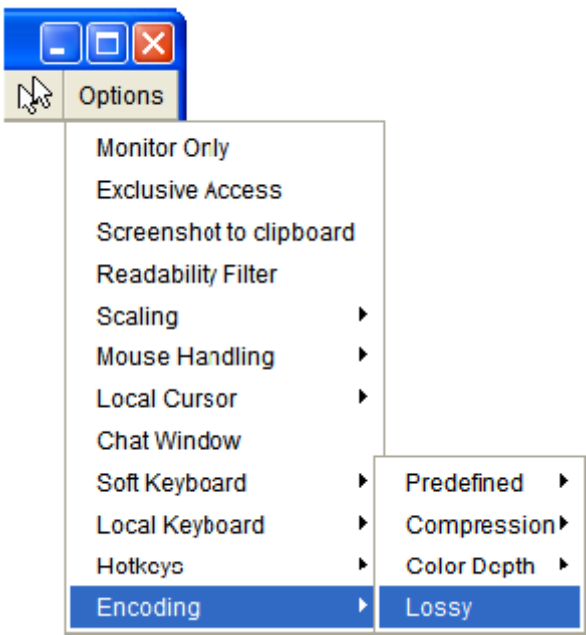 Options
Monitor Only
Exclusive Access
Screenshot to clipboard
Readability Filter
Scaling
Mouse Handling
Local Cursor
Chat Window
Soft Keyboard
Local Keyboard
Hotkeys
Encoding
Predefined
Compression
Color Depth
Lossy